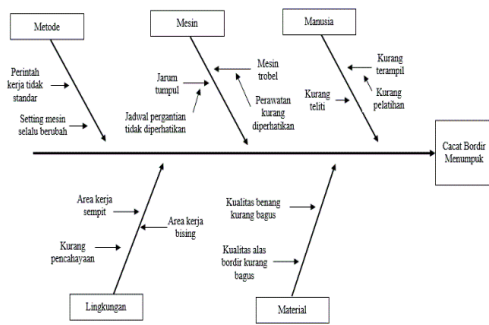 Metode
Mesin
Manusia
Perintah
kerja tidak
standar
Setting mesin
selalu berubah
Jarum
tumpul
Jadwal pergantian
tidak diperhatikan
Mesin
trobel
Perawatan
kurang
diperhatikan
Kurang
teliti
Kurang
terampil
Kurang
pelatihan
Cacat Bordir
Menumpuk
Area kerja
sempit
Kurang
pencahayaan
Area kerja
bising
Kualitas benang
kurang bagus
Kualitas alas
bordir kurang
bagus
Lingkungan
Material